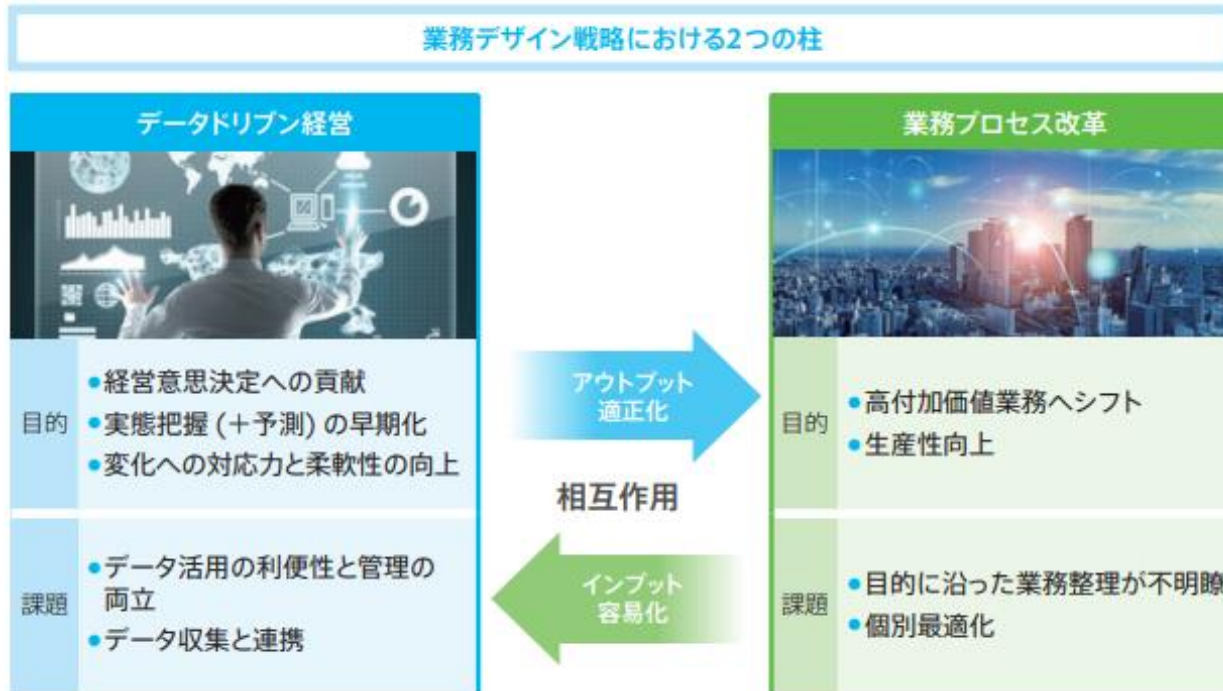 業務デザイン戦略における2つの柱
データドリブン経営
目的
●経営意思決定への貢献
●実態把握 (＋予測) の早期化
●変化への対応力と柔軟性の向上
課題
●データ活用の利便性と管理の
両立
●データ収集と連携
アウトプット
適正化
相互作用
インプット
容易化
業務プロセス改革
目的
●高付加価値業務へシフト
●生産性向上
課題
●目的に沿った業務整理が不明瞭
●個別最適化